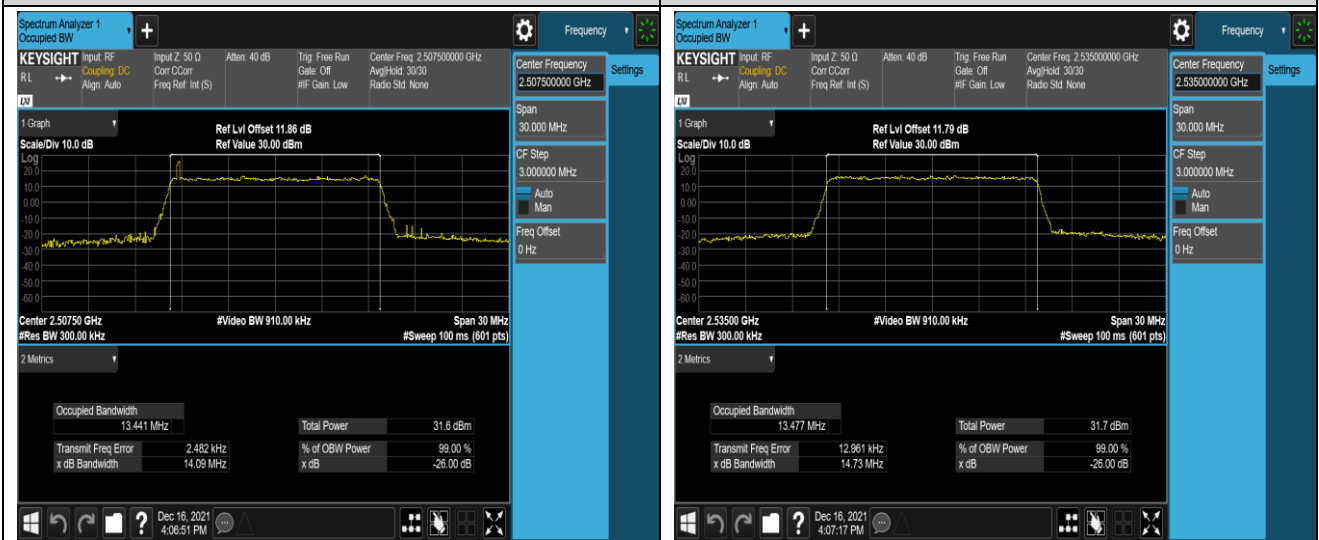 Spectrum Analyzer 1
Occupied BW
Frequency
KEYSIGHT
RL
Input: RF
Coupling: DC
Align: Auto
Input Z: 50 Ω
Corr CCorr
Freq Ref: Int (S)
Atten: 40 dB
Trig: Free Run
Gate: Off
#IF Gain: Low
Center Freq: 2.507500000 GHz
Avg|Hold: 30/30
Radio Std: None
LXI
Center Frequency
2.507500000 GHz
Settings
Span
30.000 MHz
CF Step
3.000000 MHz
Auto
Man
Freq Offset
0 Hz
1 Graph
Ref Lvl Offset 11.86 dB
Scale/Div 10.0 dB
Ref Value 30.00 dBm
Log
20.0
10.0
0.00
-10.0
-20.0
-30.0
-40.0
-50.0
-60.0
Center 2.50750 GHz
#Video BW 910.00 kHz
Span 30 MHz
#Res BW 300.00 kHz
#Sweep 100 ms (601 pts)
2 Metrics
Occupied Bandwidth
13.441 MHz
Total Power 31.6 dBm
Transmit Freq Error 2.482 kHz
% of OBW Power 99.00 %
x dB Bandwidth 14.09 MHz
x dB -26.00 dB
?
Dec 16, 2021
4:06:51 PM
Spectrum Analyzer 1
Occupied BW
Frequency
KEYSIGHT
RL
Input: RF
Coupling: DC
Align: Auto
Input Z: 50 Ω
Corr CCorr
Freq Ref: Int (S)
Atten: 40 dB
Trig: Free Run
Gate: Off
#IF Gain: Low
Center Freq: 2.535000000 GHz
Avg|Hold: 30/30
Radio Std: None
LXI
Center Frequency
2.535000000 GHz
Settings
Span
30.000 MHz
CF Step
3.000000 MHz
Auto
Man
Freq Offset
0 Hz
1 Graph
Ref Lvl Offset 11.79 dB
Scale/Div 10.0 dB
Ref Value 30.00 dBm
Log
20.0
10.0
0.00
-10.0
-20.0
-30.0
-40.0
-50.0
-60.0
Center 2.53500 GHz
#Video BW 910.00 kHz
Span 30 MHz
#Res BW 300.00 kHz
#Sweep 100 ms (601 pts)
2 Metrics
Occupied Bandwidth
13.477 MHz
Total Power 31.7 dBm
Transmit Freq Error 12.961 kHz
% of OBW Power 99.00 %
x dB Bandwidth 14.73 MHz
x dB -26.00 dB
?
Dec 16, 2021
4:07:17 PM